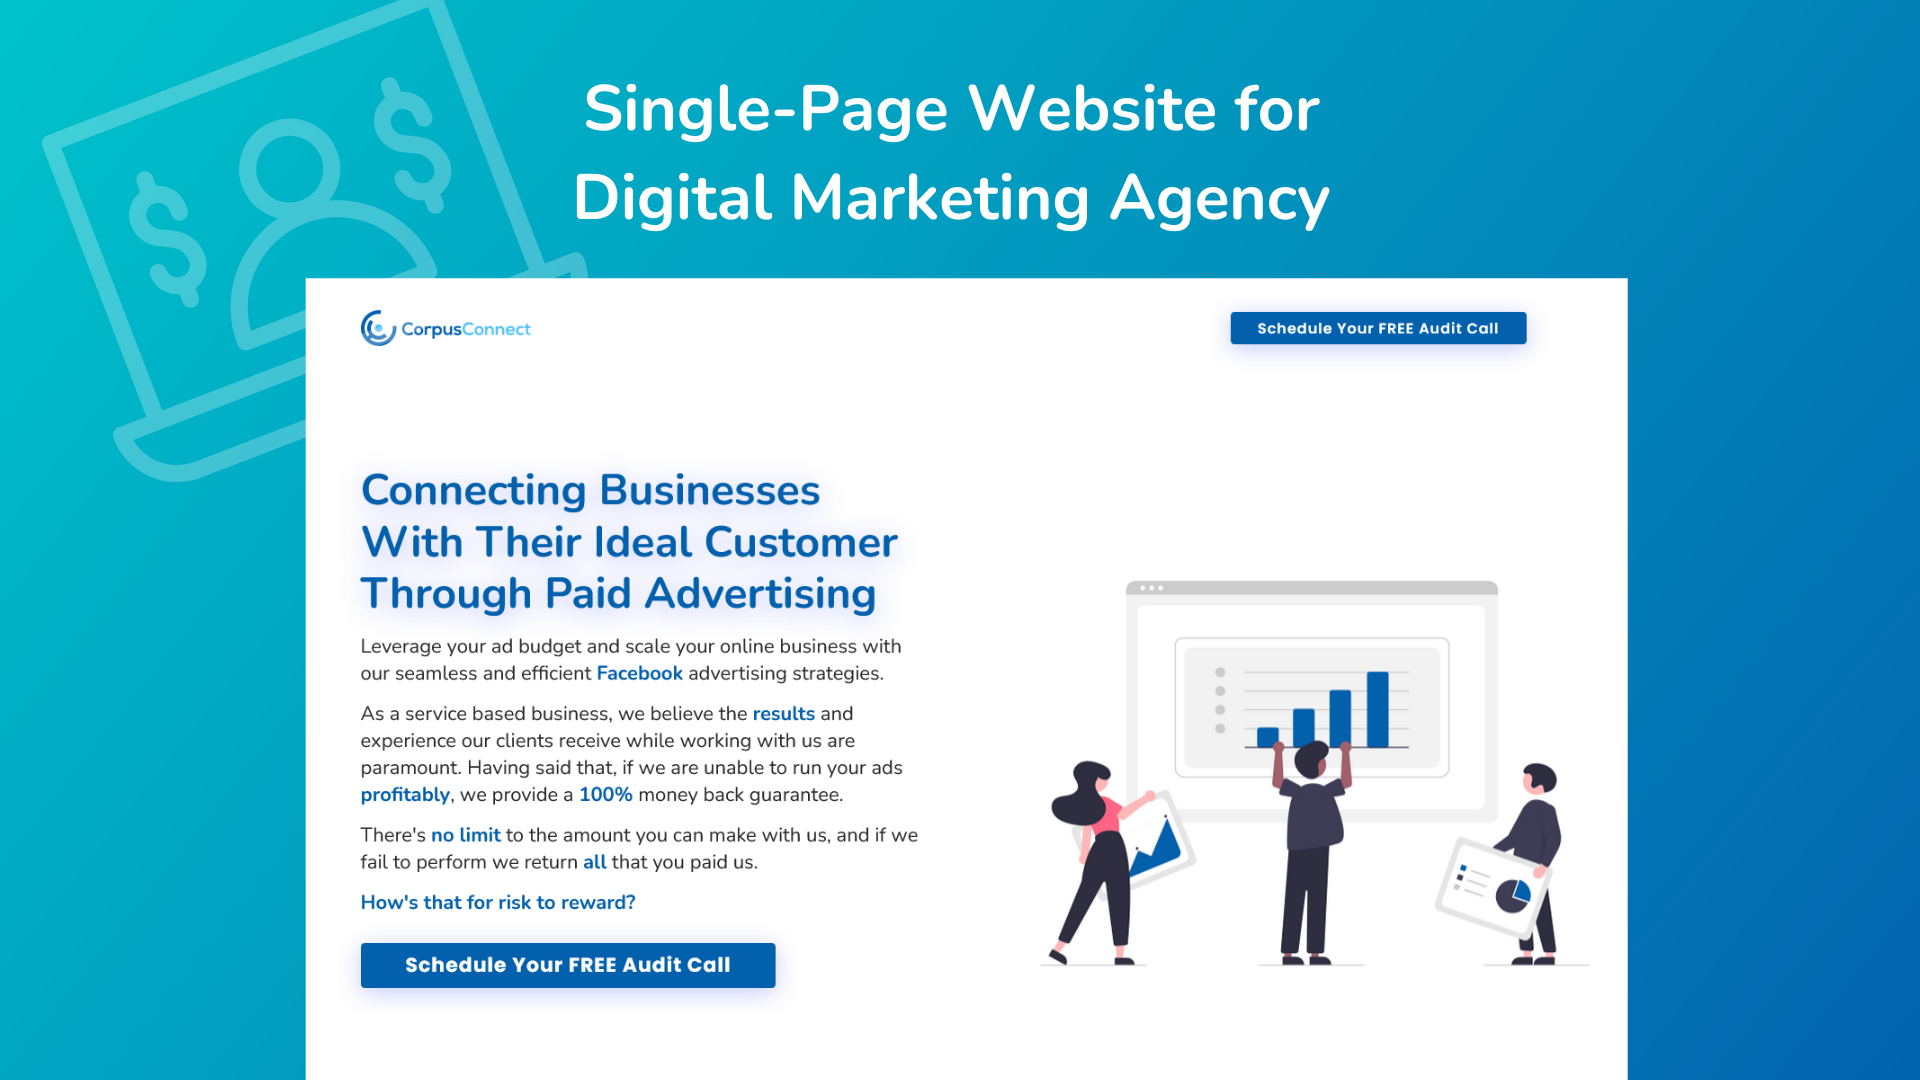 Single-Page Website for
Digital Marketing Agency
CorpusConnect
Schedule Your FREE Audit Call
Connecting Businesses
With Their Ideal Customer
Through Paid Advertising
Leverage your ad budget and scale your online business with
our seamless and efficient Facebook advertising strategies.
As a service based business, we believe the results and
experience our clients receive while working with us are
paramount. Having said that, if we are unable to run your ads
profitably, we provide a 100% money back guarantee.
There's no limit to the amount you can make with us, and if we
fail to perform we return all that you paid us.
How's that for risk to reward?
Schedule Your FREE Audit Call